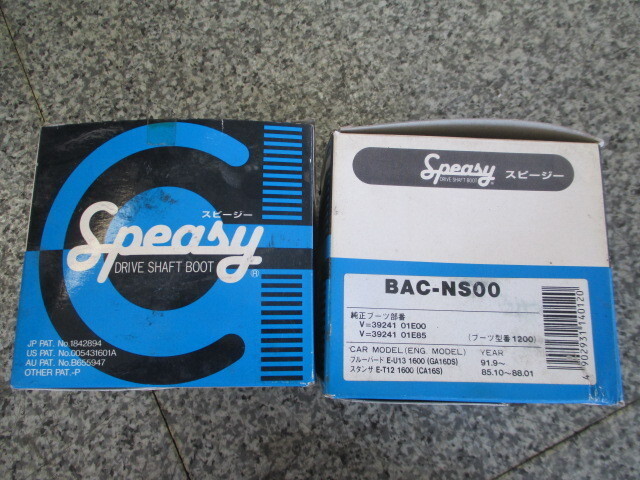 スピージー
Speasy
DRIVE SHAFT BOOT ®
JP PAT. No.1842894
US PAT. No.005431601A
AU PAT. No.B655947
OTHER PAT.-P
Speasy スピージー
DRIVE SHAFT BOOT ®
BAC-NS00
純正ブーツ部番
V=39241 01E00
V=39241 01E85 (ブーツ型番1200)
CAR MODEL (ENG. MODEL) YEAR
ブルーバード E-U13 1600 (GA16DS) 91.9〜
スタンザ E-T12 1600 (CA16S) 85.10〜88.01
4 902931 140120